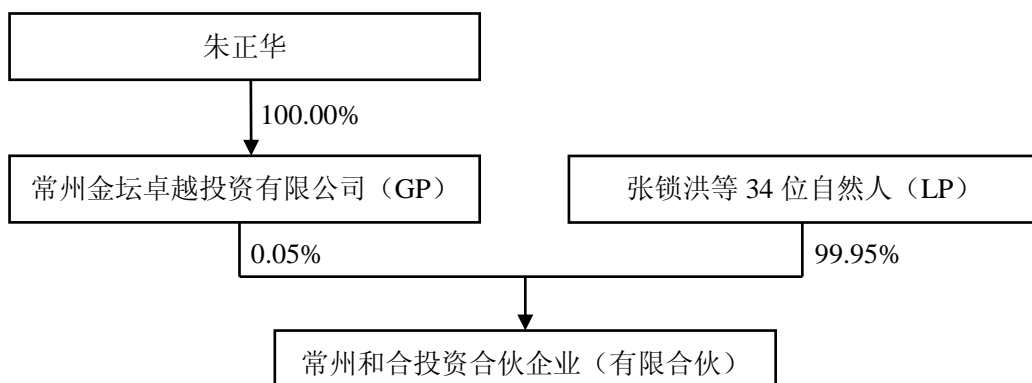 朱正华
100.00%
常州金坛卓越投资有限公司（GP）
张锁洪等 34 位自然人（LP）
0.05%
99.95%
常州和合投资合伙企业（有限合伙）